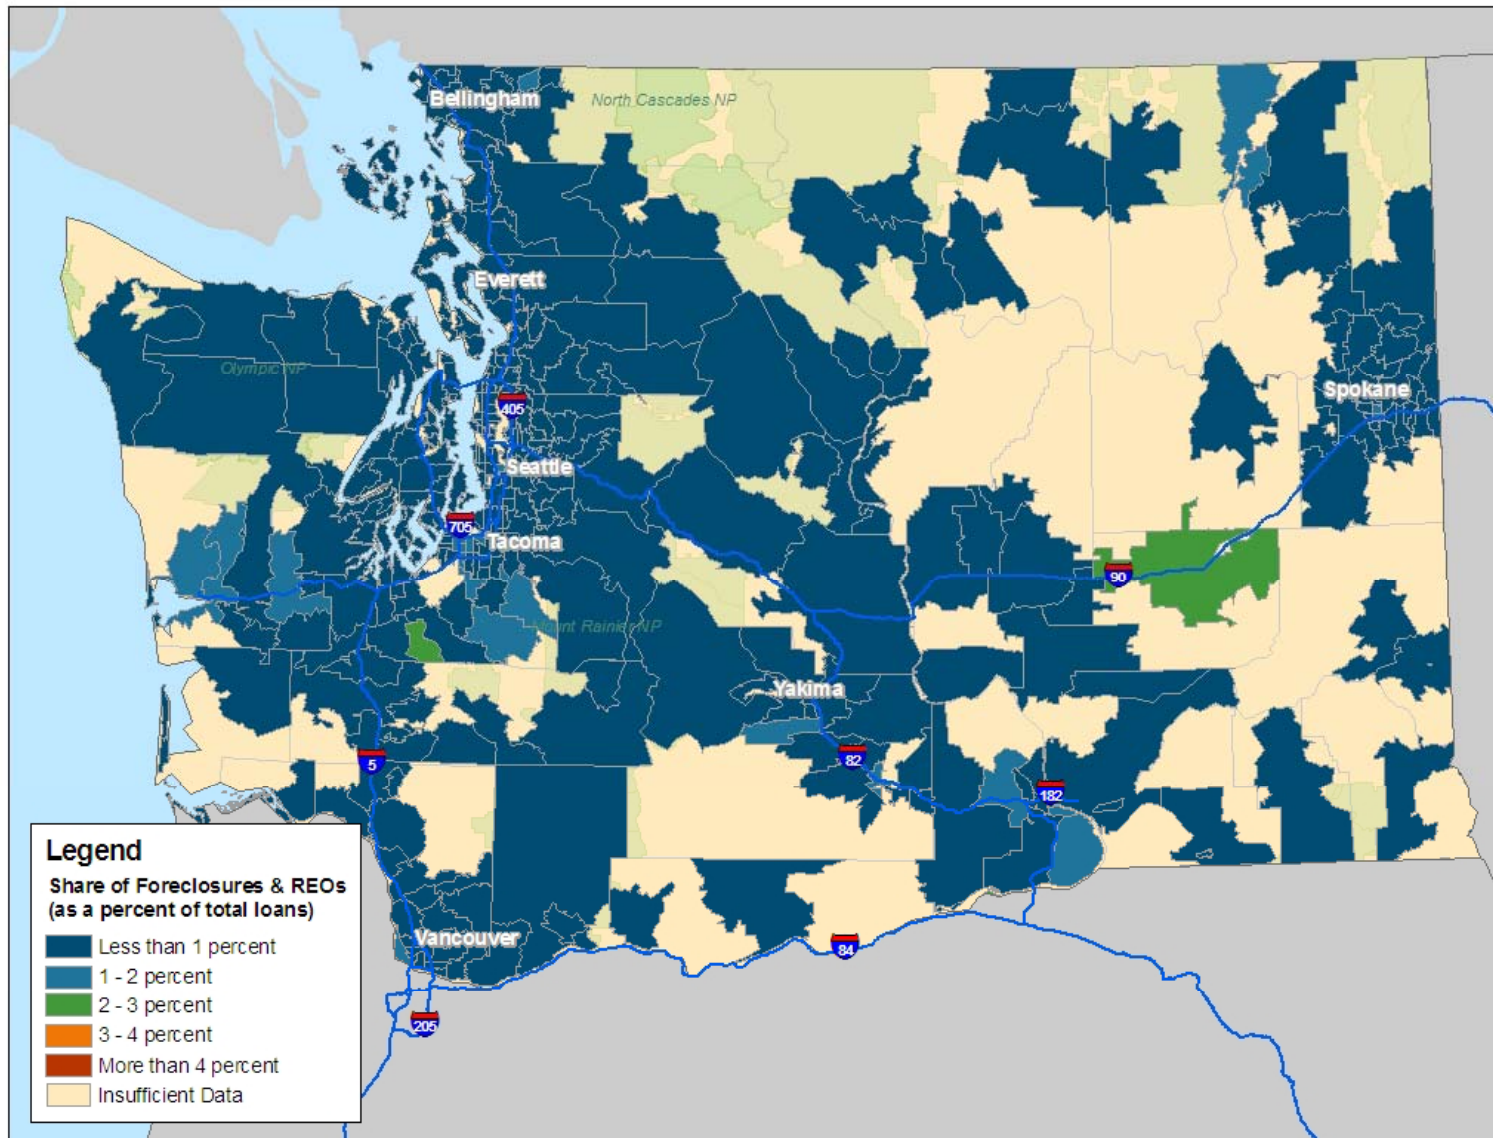 Bellingham
North Cascades NP
Everett
Olympic NP
405
Spokane
Seattle
705
Tacoma
90
Mount Rainier NP
Yakima
5
82
182
Vancouver
84
205
Legend
Share of Foreclosures & REOs
(as a percent of total loans)
Less than 1 percent
1 - 2 percent
2 - 3 percent
3 - 4 percent
More than 4 percent
Insufficient Data